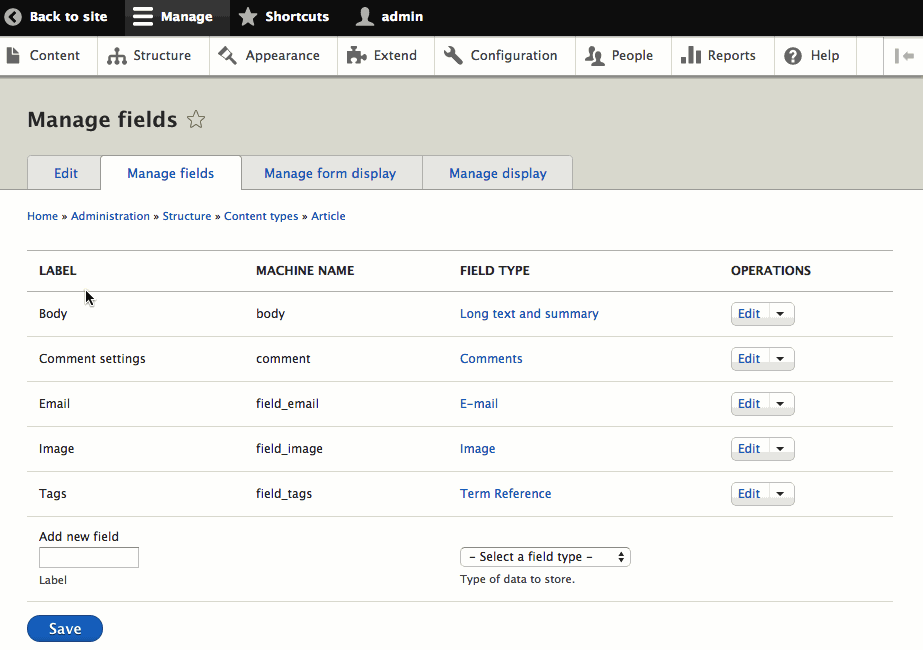 Back to site Manage Shortcuts admin
Content Structure Appearance Extend Configuration People Reports Help
Manage fields
Edit Manage fields Manage form display Manage display
Home » Administration » Structure » Content types » Article
LABEL MACHINE NAME FIELD TYPE OPERATIONS
Body body Long text and summary Edit
Comment settings comment Comments Edit
Email field_email E-mail Edit
Image field_image Image Edit
Tags field_tags Term Reference Edit
Add new field
– Select a field type –
Label Type of data to store.
Save